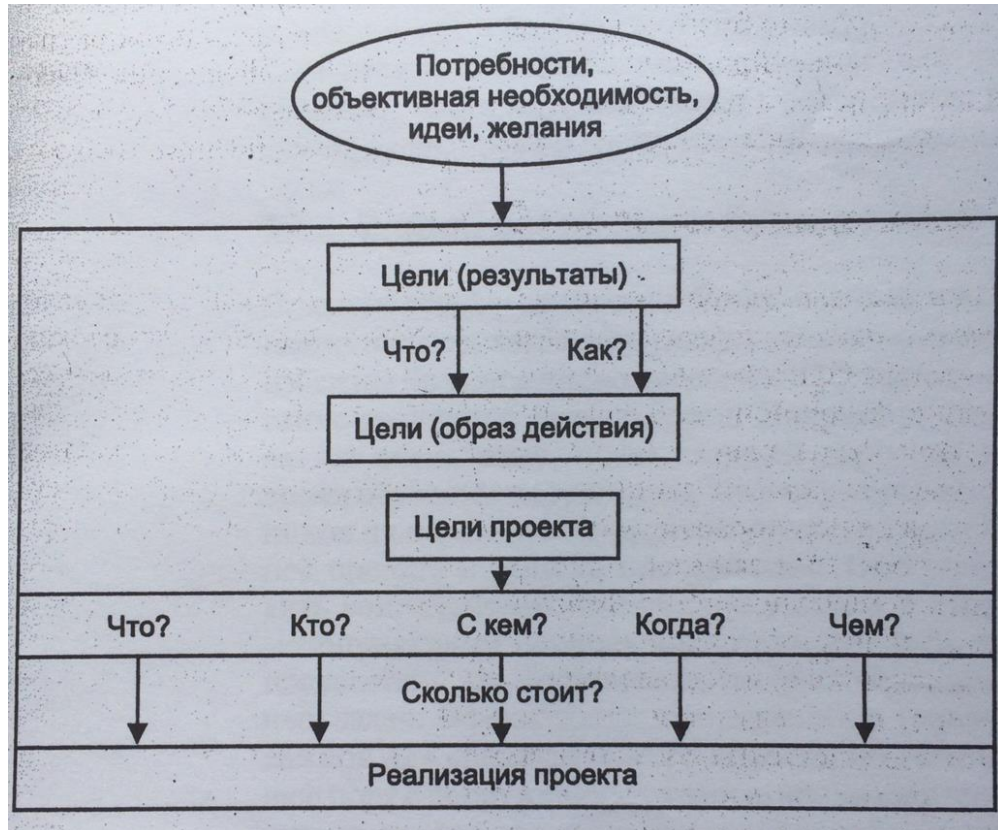 Потребности,
объективная необходимость,
идеи, желания
Цели (результаты)
Что? Как?
Цели (образ действия)
Цели проекта
Что? Кто? С кем? Когда? Чем?
Сколько стоит?
Реализация проекта